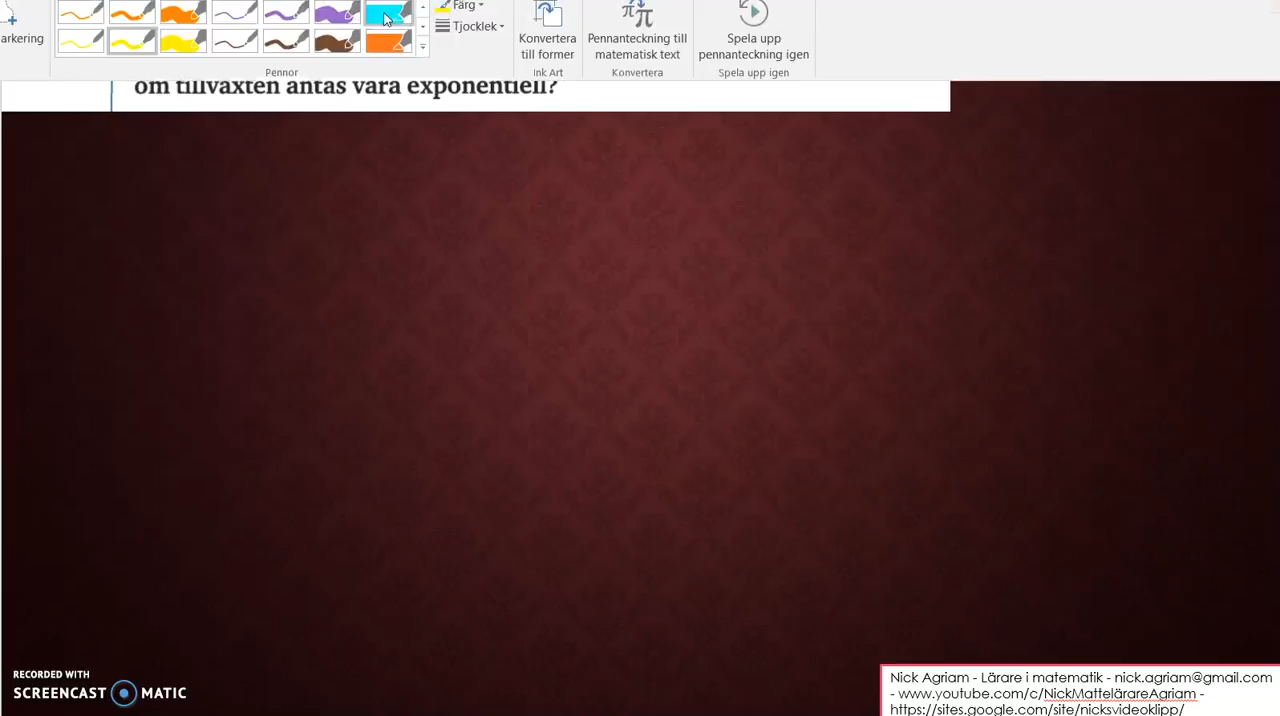 arkering
Färg
Tjocklek
Pennor
Konvertera
till former
Ink Art
Pennanteckning till
matematisk text
Konvertera
Spela upp
pennanteckning igen
Spela upp igen
om tillväxten antas vara exponentiell?
RECORDED WITH
SCREENCAST MATIC
Nick Agriam - Lärare i matematik - nick.agriam@gmail.com
- www.youtube.com/c/NickMattelärareAgriam -
https://sites.google.com/site/nicksvideoklipp/